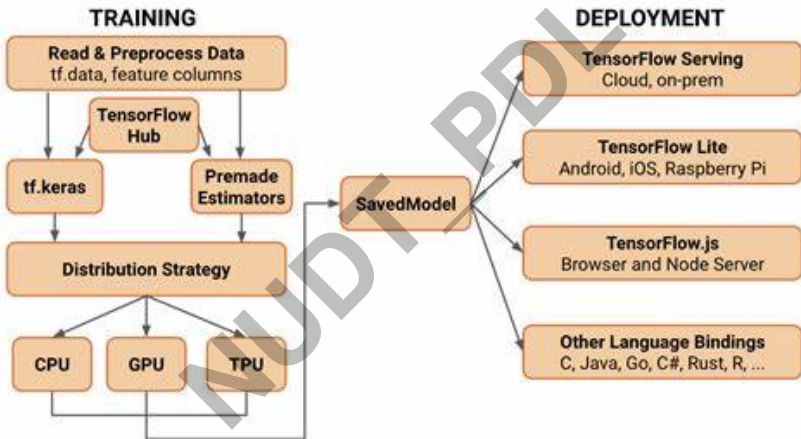 TRAINING
Read & Preprocess Data
tf.data, feature columns
TensorFlow
Hub
tf.keras
Premade
Estimators
Distribution Strategy
CPU
GPU
TPU
SavedModel
DEPLOYMENT
TensorFlow Serving
Cloud, on-prem
TensorFlow Lite
Android, iOS, Raspberry Pi
TensorFlow.js
Browser and Node Server
Other Language Bindings
C, Java, Go, C#, Rust, R, ...
NUDT_PDL